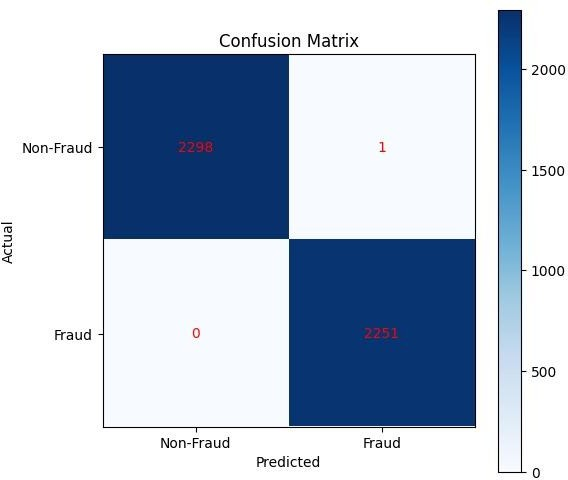 Confusion Matrix
2000
Non-Fraud
2298
1
1500
Actual
1000
Fraud
0
2251
500
Non-Fraud
Fraud
Predicted
0